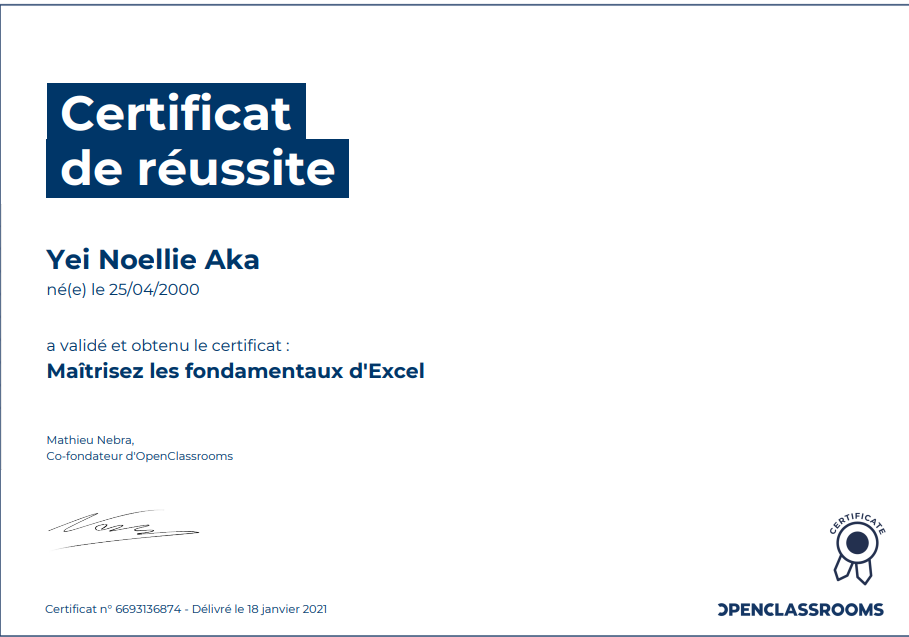 Certificat
de réussite
Yei Noellie Aka
né(e) le 25/04/2000
a validé et obtenu le certificat :
Maîtrisez les fondamentaux d'Excel
Mathieu Nebra,
Co-fondateur d'OpenClassrooms
CERTIFICATE
Certificat n° 6693136874 - Délivré le 18 janvier 2021
OPENCLASSROOMS